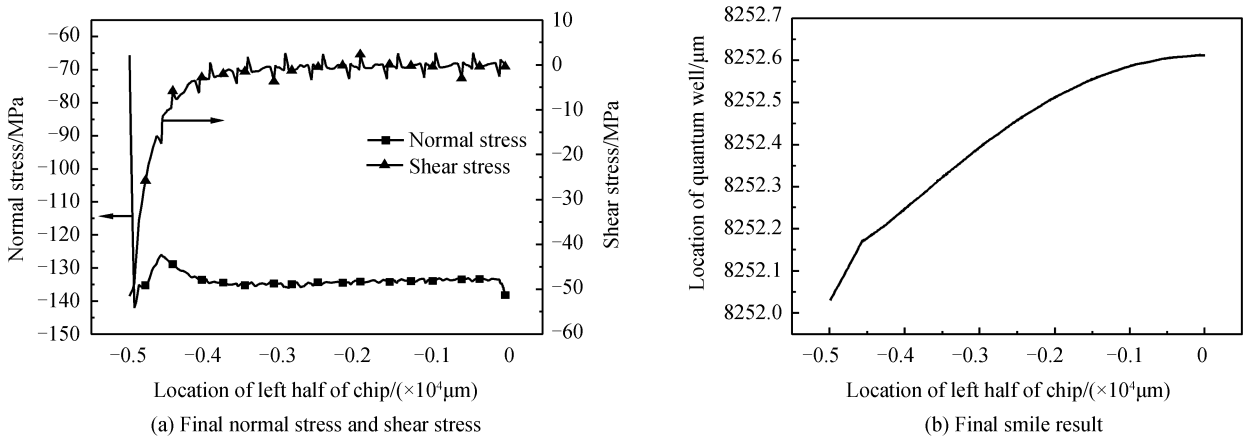 −60
−70
−80
−90
−100
−110
−120
−130
−140
−150
Normal stress/MPa
10
0
−10
−20
−30
−40
−50
−60
Shear stress/MPa
Normal stress
Shear stress
−0.5 −0.4 −0.3 −0.2 −0.1 0
Location of left half of chip/(×10⁴μm)
(a) Final normal stress and shear stress
8252.7
8252.6
8252.5
8252.4
8252.3
8252.2
8252.1
8252.0
Location of quantum well/μm
−0.5 −0.4 −0.3 −0.2 −0.1 0
Location of left half of chip/(×10⁴μm)
(b) Final smile result